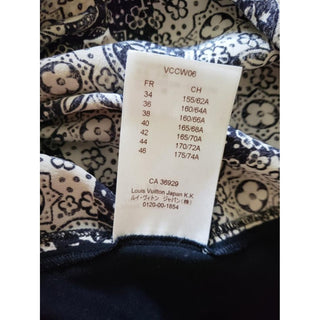 VCCW06
FR CH
34 155/62A
36 160/64A
38 160/66A
40 165/68A
42 165/70A
44 170/72A
46 175/74A
CA 36929
Louis Vuitton Japan K.K
ルイ・ヴィトン ジャパン(株)
0120-00-1854